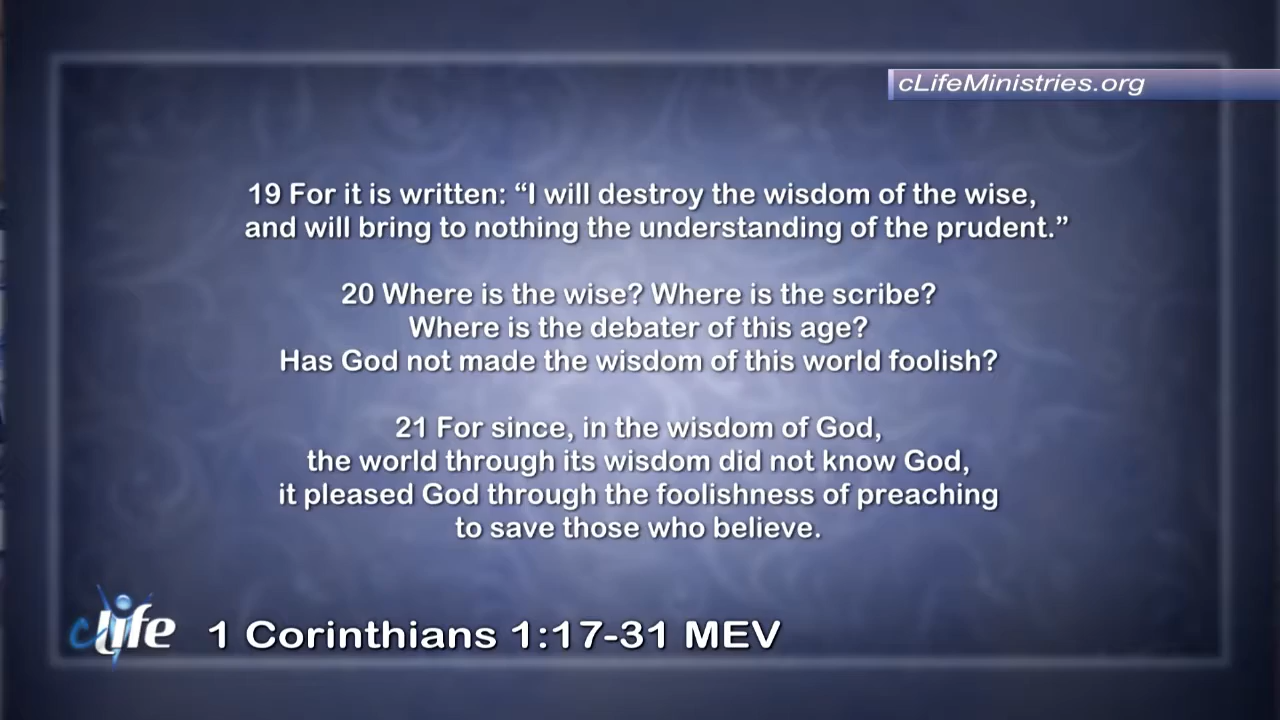 cLifeMinistries.org
19 For it is written: “I will destroy the wisdom of the wise,
and will bring to nothing the understanding of the prudent.”
20 Where is the wise? Where is the scribe?
Where is the debater of this age?
Has God not made the wisdom of this world foolish?
21 For since, in the wisdom of God,
the world through its wisdom did not know God,
it pleased God through the foolishness of preaching
to save those who believe.
cLife
1 Corinthians 1:17-31 MEV